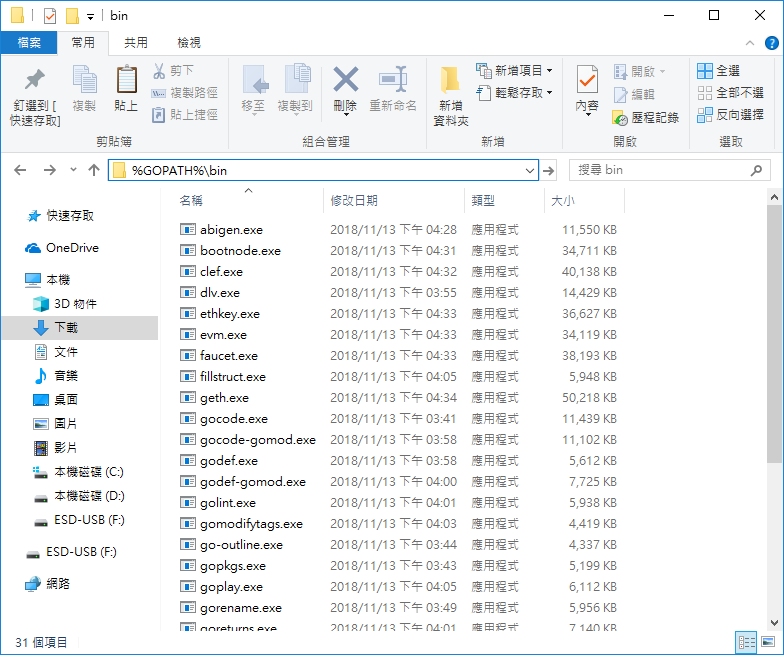 bin
檔案 常用 共用 檢視
釘選到 [快速存取]
複製
貼上
剪下
複製路徑
貼上捷徑
剪貼簿
移至
複製到
刪除
重新命名
組合管理
新增
資料夾
新增項目
輕鬆存取
新增
內容
開啟
編輯
歷程記錄
開啟
全選
全部不選
反向選擇
選取
%GOPATH%\bin
搜尋 bin
快速存取
OneDrive
本機
3D 物件
下載
文件
音樂
桌面
圖片
影片
本機磁碟 (C:)
本機磁碟 (D:)
ESD-USB (F:)
ESD-USB (F:)
網路
名稱 修改日期 類型 大小
abigen.exe 2018/11/13 下午 04:28 應用程式 11,550 KB
bootnode.exe 2018/11/13 下午 04:31 應用程式 34,711 KB
clef.exe 2018/11/13 下午 04:32 應用程式 40,138 KB
dlv.exe 2018/11/13 下午 03:55 應用程式 14,429 KB
ethkey.exe 2018/11/13 下午 04:33 應用程式 36,627 KB
evm.exe 2018/11/13 下午 04:33 應用程式 34,119 KB
faucet.exe 2018/11/13 下午 04:33 應用程式 38,193 KB
fillstruct.exe 2018/11/13 下午 04:05 應用程式 5,948 KB
geth.exe 2018/11/13 下午 04:34 應用程式 50,218 KB
gocode.exe 2018/11/13 下午 03:41 應用程式 11,439 KB
gocode-gomod.exe 2018/11/13 下午 03:58 應用程式 11,102 KB
godef.exe 2018/11/13 下午 03:58 應用程式 5,612 KB
godef-gomod.exe 2018/11/13 下午 04:00 應用程式 7,725 KB
golint.exe 2018/11/13 下午 04:01 應用程式 5,938 KB
gomodifytags.exe 2018/11/13 下午 04:03 應用程式 4,419 KB
go-outline.exe 2018/11/13 下午 03:44 應用程式 4,337 KB
gopkgs.exe 2018/11/13 下午 03:43 應用程式 5,199 KB
goplay.exe 2018/11/13 下午 04:05 應用程式 6,112 KB
gorename.exe 2018/11/13 下午 03:49 應用程式 5,956 KB
goreturns.exe 2018/11/13 下午 04:01 應用程式 7,140 KB
31 個項目